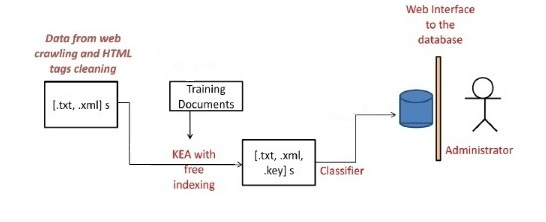 Web Interface
to the
database
Data from web
crawling and HTML
tags cleaning
[.txt, .xml] s
Training
Documents
KEA with
free
indexing
[.txt, .xml,
.key] s
Classifier
Administrator